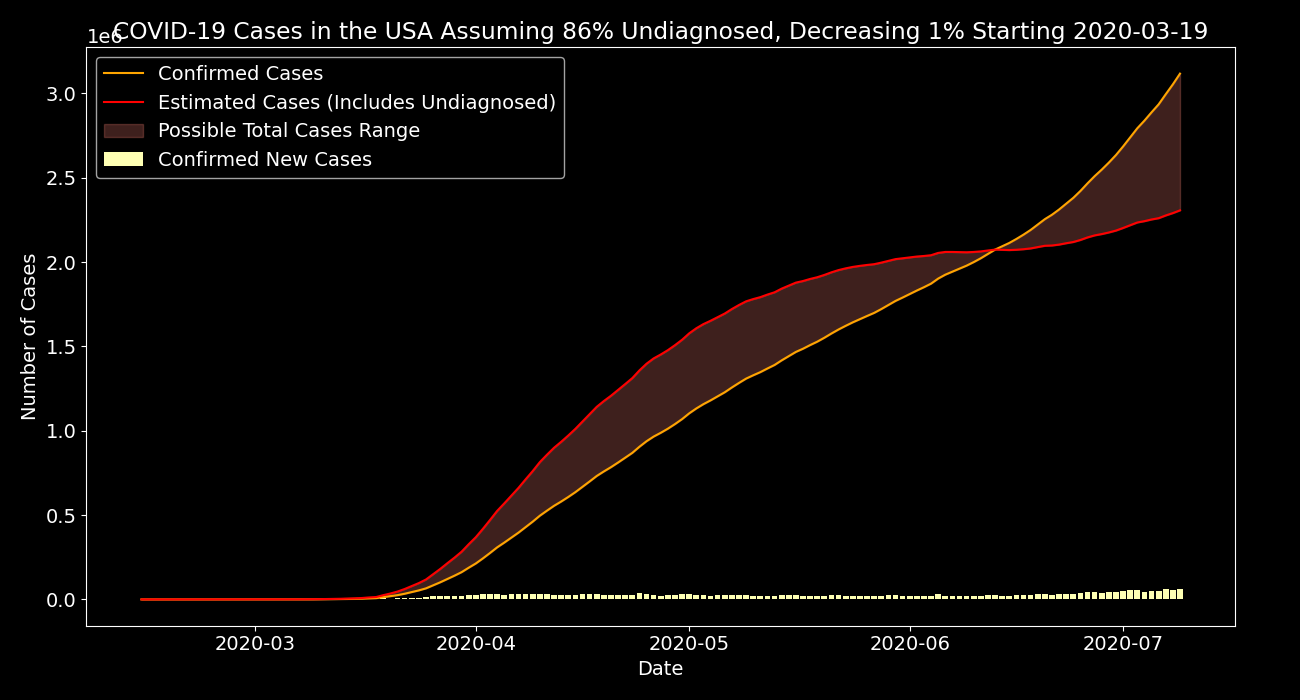 COVID-19 Cases in the USA Assuming 86% Undiagnosed, Decreasing 1% Starting 2020-03-19
1e6
Confirmed Cases
Estimated Cases (Includes Undiagnosed)
Possible Total Cases Range
Confirmed New Cases
3.0
2.5
2.0
1.5
1.0
0.5
0.0
Number of Cases
2020-03 2020-04 2020-05 2020-06 2020-07
Date